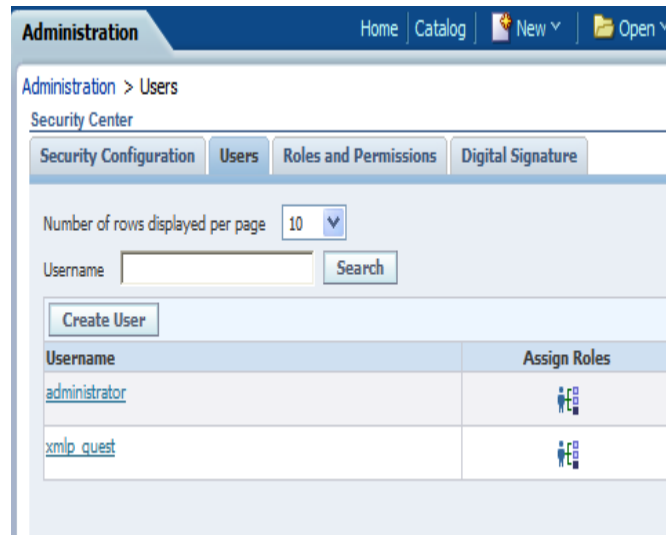 Administration
Home Catalog New Open
Administration > Users
Security Center
Security Configuration Users Roles and Permissions Digital Signature
Number of rows displayed per page 10
Username Search
Create User
Username Assign Roles
administrator
xmlp_guest